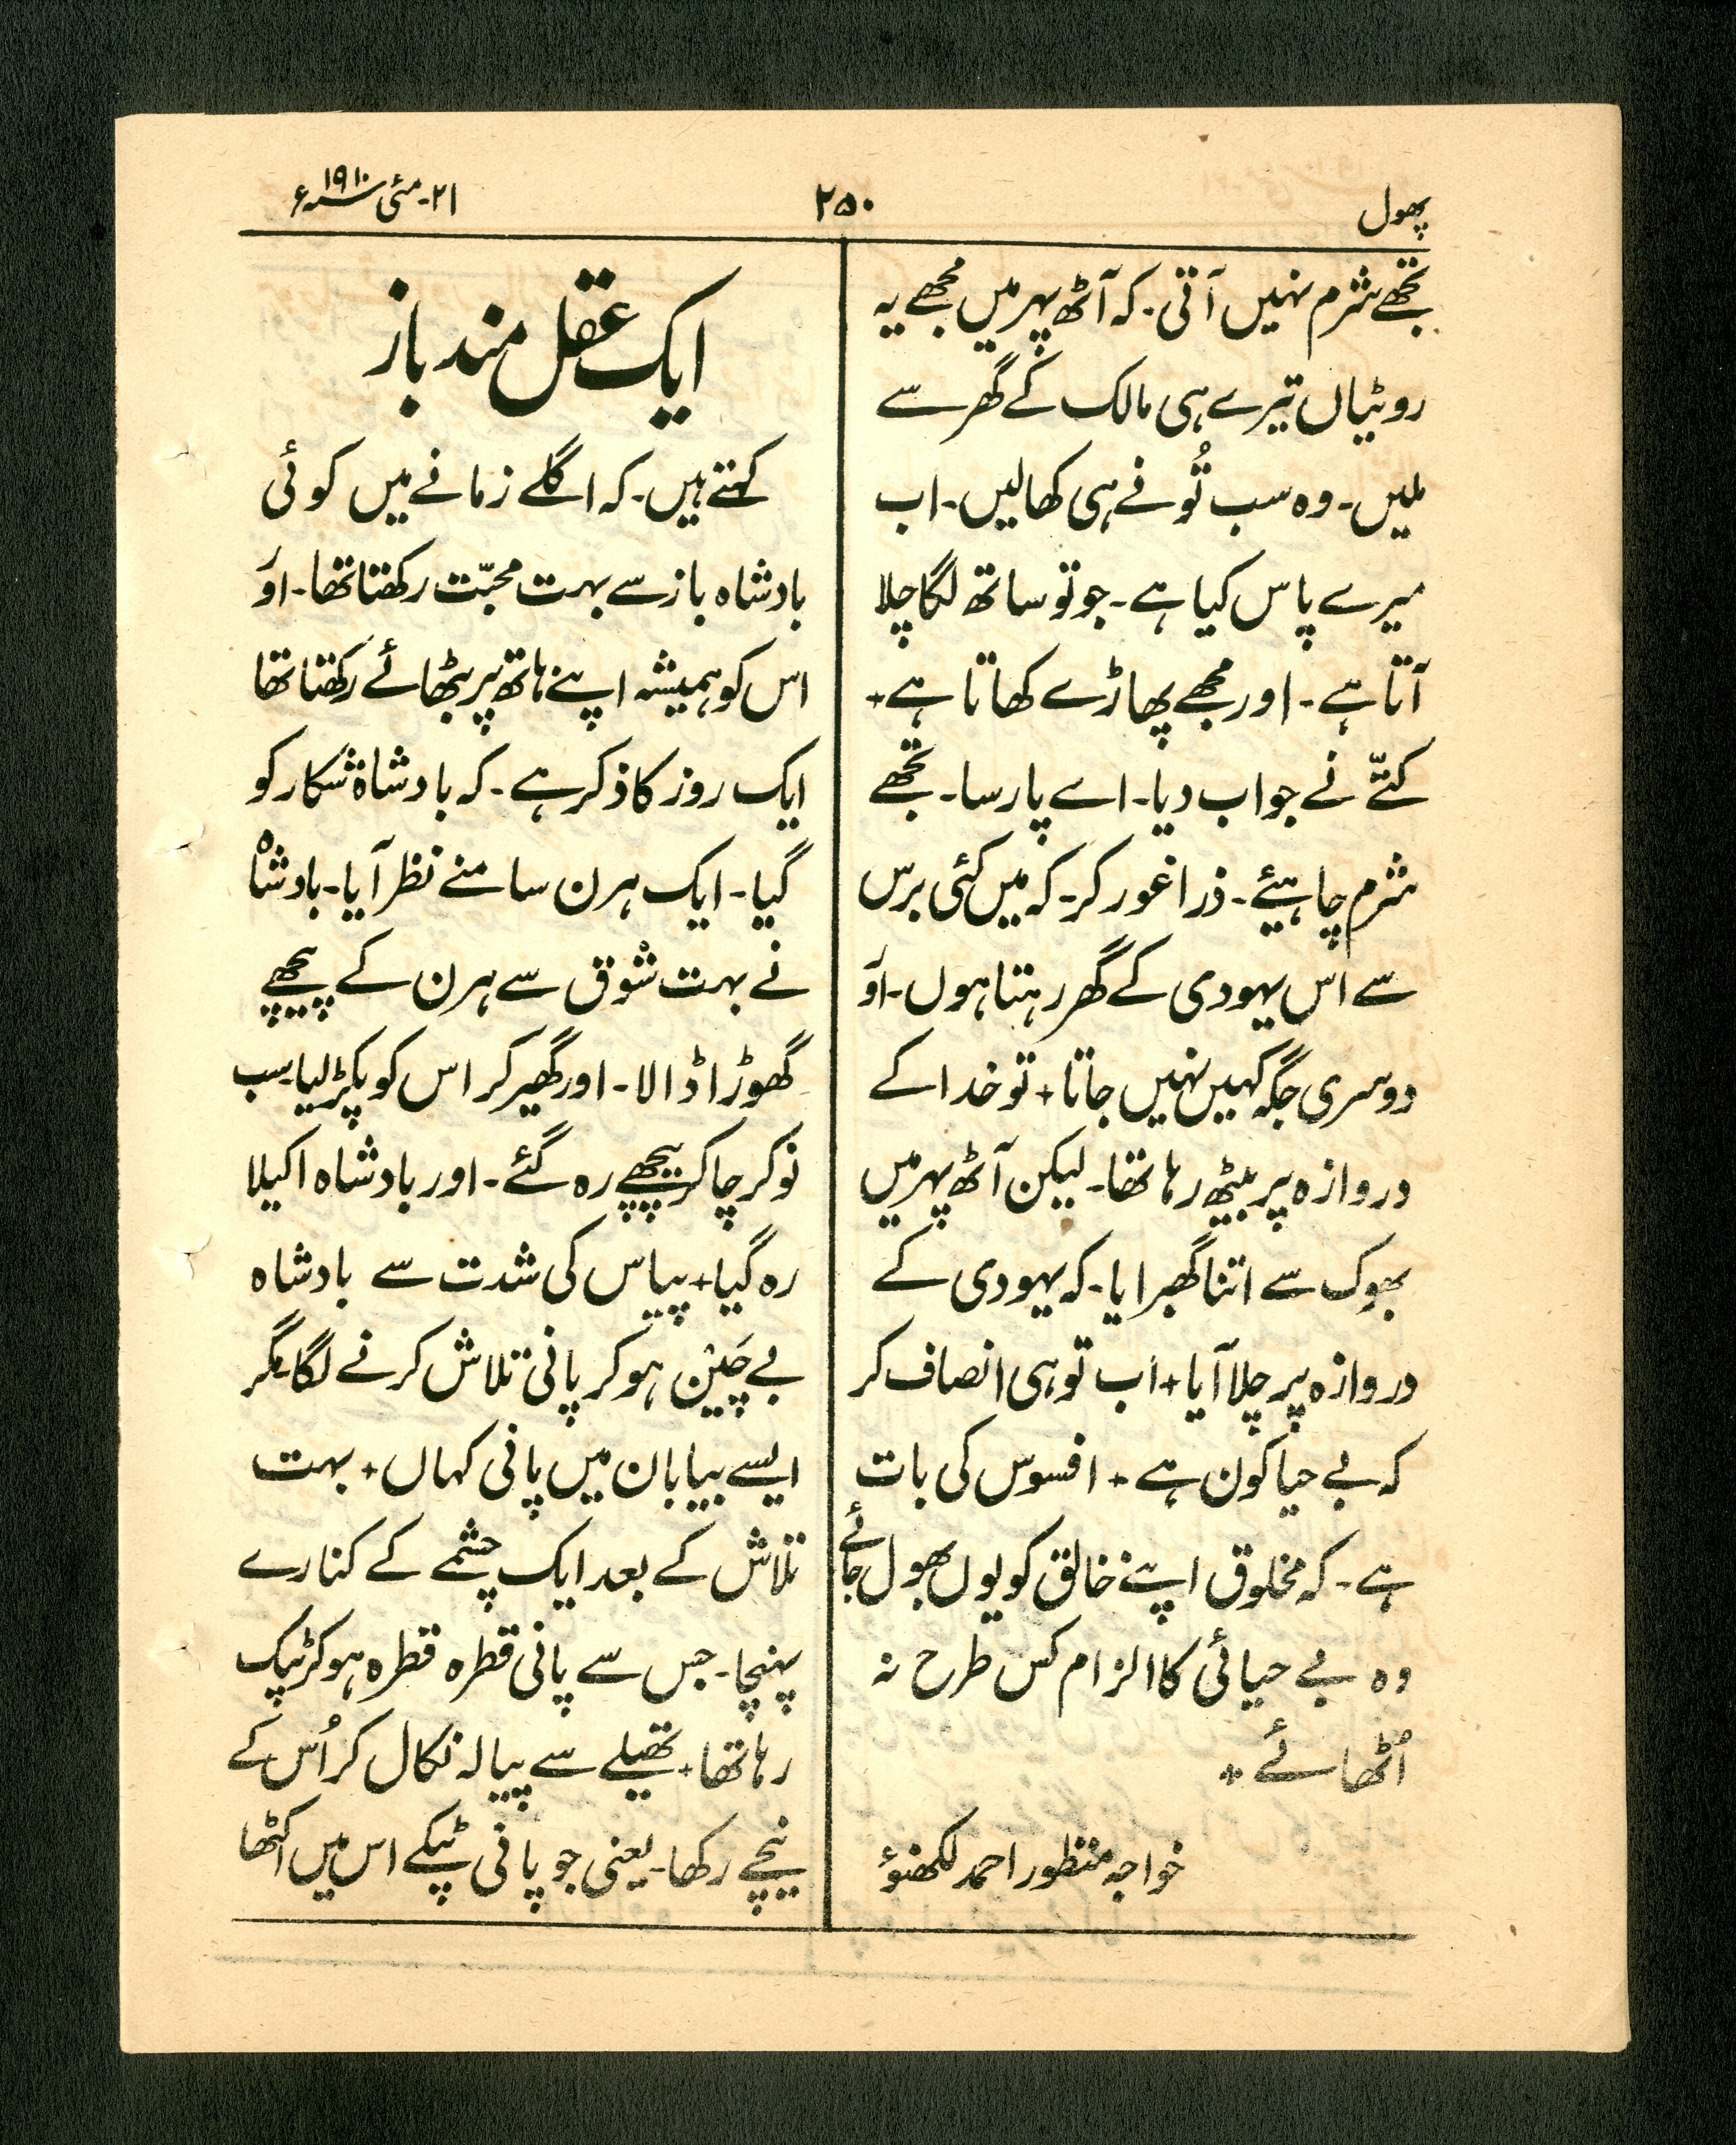 پھول
۲۵۰
۲۱۔ مئی سنہ ۱۹۱۰ء
تجھے شرم نہیں آتی۔ کہ آٹھ پہر میں مجھے یہ
روٹیاں تیرے ہی مالک کے گھر سے
ملیں۔ وہ سب تُو نے ہی کھالیں۔ اب
میرے پاس کیا ہے۔ جو تو ساتھ لگا چلا
آتا ہے۔ اور مجھے پھاڑے کھاتا ہے+
کتّے نے جواب دیا۔ اے پارسا۔ تجھے
شرم چاہیئے۔ ذرا غور کر۔ کہ میں کئی برس
سے اس یہودی کے گھر رہتا ہوں۔ اَو
دوسری جگہ کہیں نہیں جاتا+ تو خدا کے
دروازہ پر بیٹھ رہا تھا۔ لیکن آٹھ پہر میں
بھوک سے اتنا گھبرایا۔ کہ یہودی کے
دروازہ پر چلا آیا+ اب تو ہی انصاف کر
کہ بے حیا کون ہے+ افسوس کی بات
ہے۔ کہ مخلوق اپنے خالق کو یوں بھول جائے
وہ بے حیائی کا الزام کس طرح نہ
اُٹھائے+
خواجہ منظور احمد لکھنوٴ
ایک عقل مند باز
کہتے ہیں۔ کہ اگلے زمانے میں کوئی
بادشاہ باز سے بہت محبّت رکھتا تھا۔ اَو
اس کو ہمیشہ اپنے ہاتھ پر بٹھائے رکھتا تھا
ایک روز کا ذکر ہے۔ کہ بادشاہ شکار کو
گیا۔ ایک ہرن سامنے نظر آیا۔ بادشاہ
نے بہت شوق سے ہرن کے پیچھے
گھوڑا ڈالا۔ اور گھیر کر اس کو پکڑ لیا۔ سب
نوکر چاکر پیچھے رہ گئے۔ اور بادشاہ اکیلا
رہ گیا+ پیاس کی شدت سے بادشاہ
بے چَین ہو کر پانی تلاش کرنے لگا۔ مگر
ایسے بیابان میں پانی کہاں+ بہت
تلاش کے بعد ایک چشمے کے کنارے
پہنچا۔ جس سے پانی قطرہ قطرہ ہو کر ٹپک
رہا تھا+ تھیلے سے پیالہ نکال کر اُس کے
نیچے رکھا۔ یعنی جو پانی ٹپکے اس میں اکٹھا